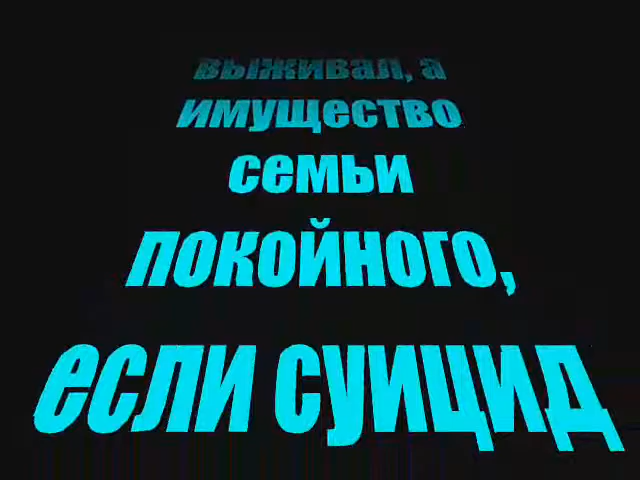 выживал, а
имущество
семьи
покойного,
если суицид